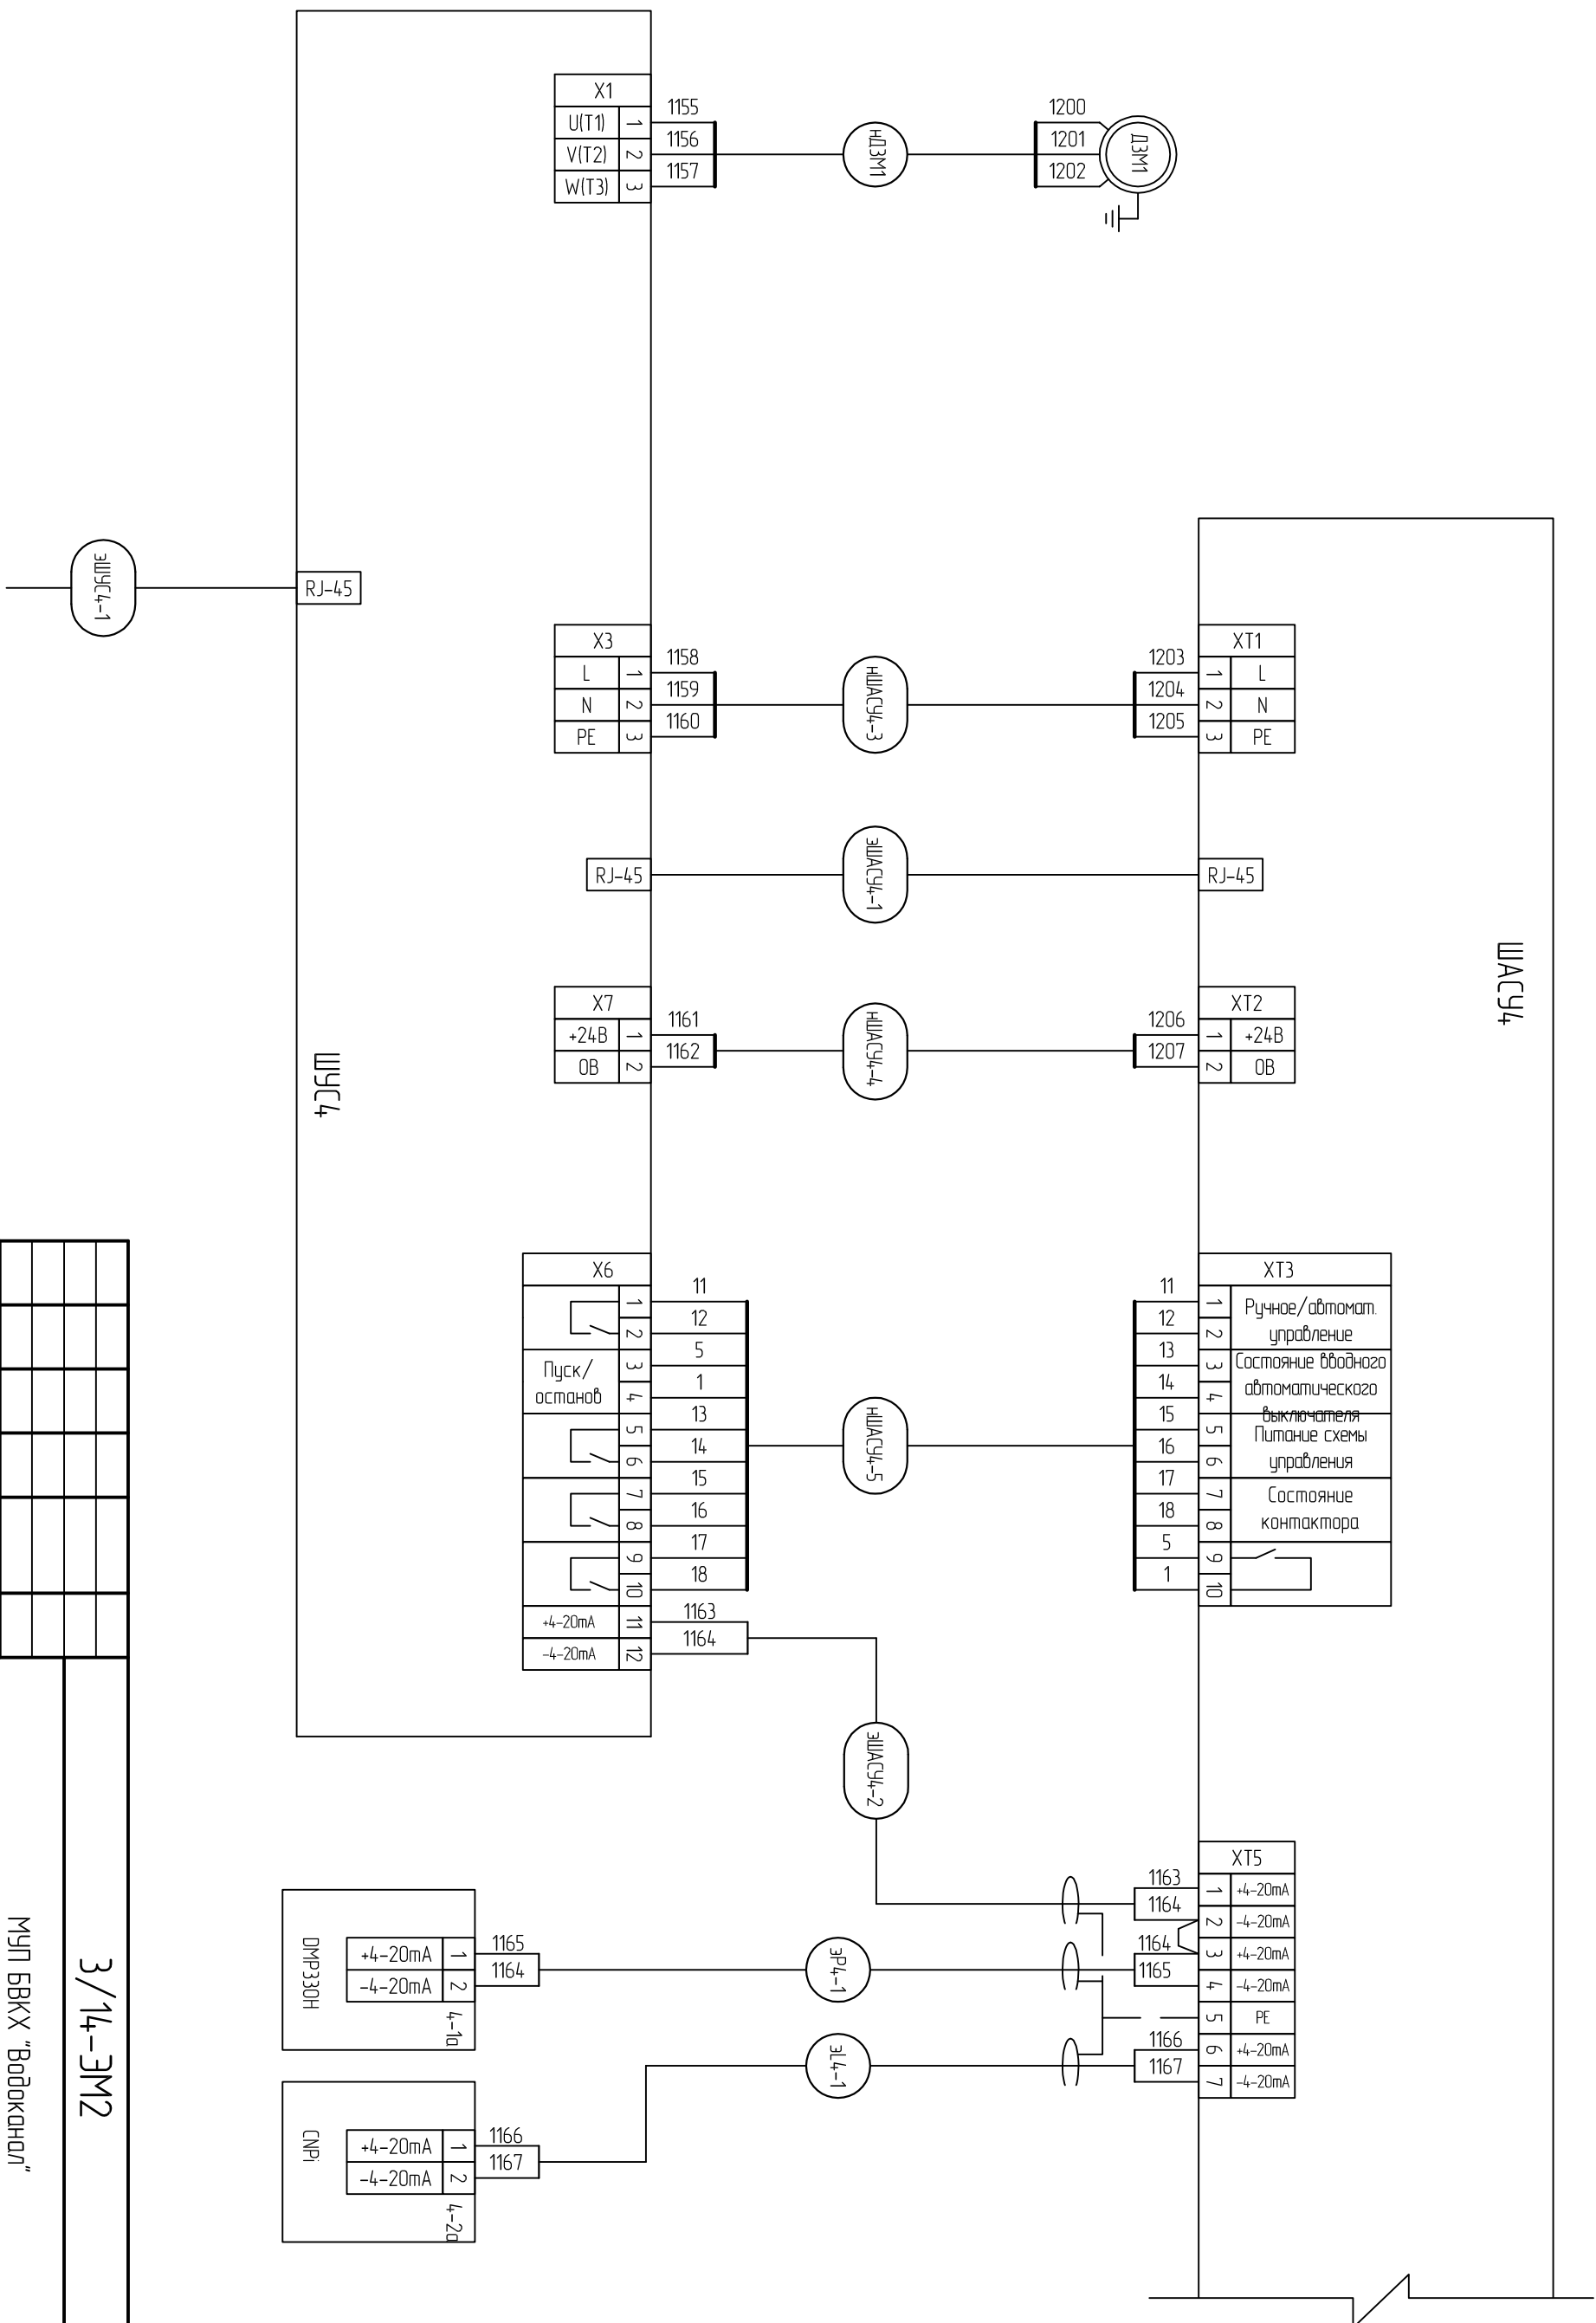 X1
U(T1) 1
V(T2) 2
W(T3) 3
1155
1156
1157
нДЗМ1
1200
1201
1202
ДЗМ1
ШАСУ4
эШУС4-1
RJ-45
X3
L 1
N 2
PE 3
1158
1159
1160
нШАСУ4-3
1203
1204
1205
XT1
1 L
2 N
3 PE
RJ-45
эШАСУ4-1
RJ-45
X7
+24В 1
0В 2
1161
1162
нШАСУ4-4
1206
1207
XT2
1 +24В
2 0В
ШУС4
X6
1
2
Пуск/
останов
3
4
5
6
7
8
9
10
+4-20mA 11
-4-20mA 12
11
12
5
1
13
14
15
16
17
18
1163
1164
нШАСУ4-5
11
12
13
14
15
16
17
18
5
1
XT3
1
2
3
4
5
6
7
8
9
10
Ручное/автомат.
управление
Состояние вводного
автоматического
выключателя
Питание схемы
управления
Состояние
контактора
эШАСУ4-2
1163
1164
1164
1165
1166
1167
XT5
1 +4-20mA
2 -4-20mA
3 +4-20mA
4 -4-20mA
5 PE
6 +4-20mA
7 -4-20mA
DMP330H
+4-20mA 1
-4-20mA 2
4-1а
1165
1164
эР4-1
CNPi
+4-20mA 1
-4-20mA 2
4-2а
1166
1167
эL4-1
3/14-ЭМ2
МУП БВКХ "Водоканал"